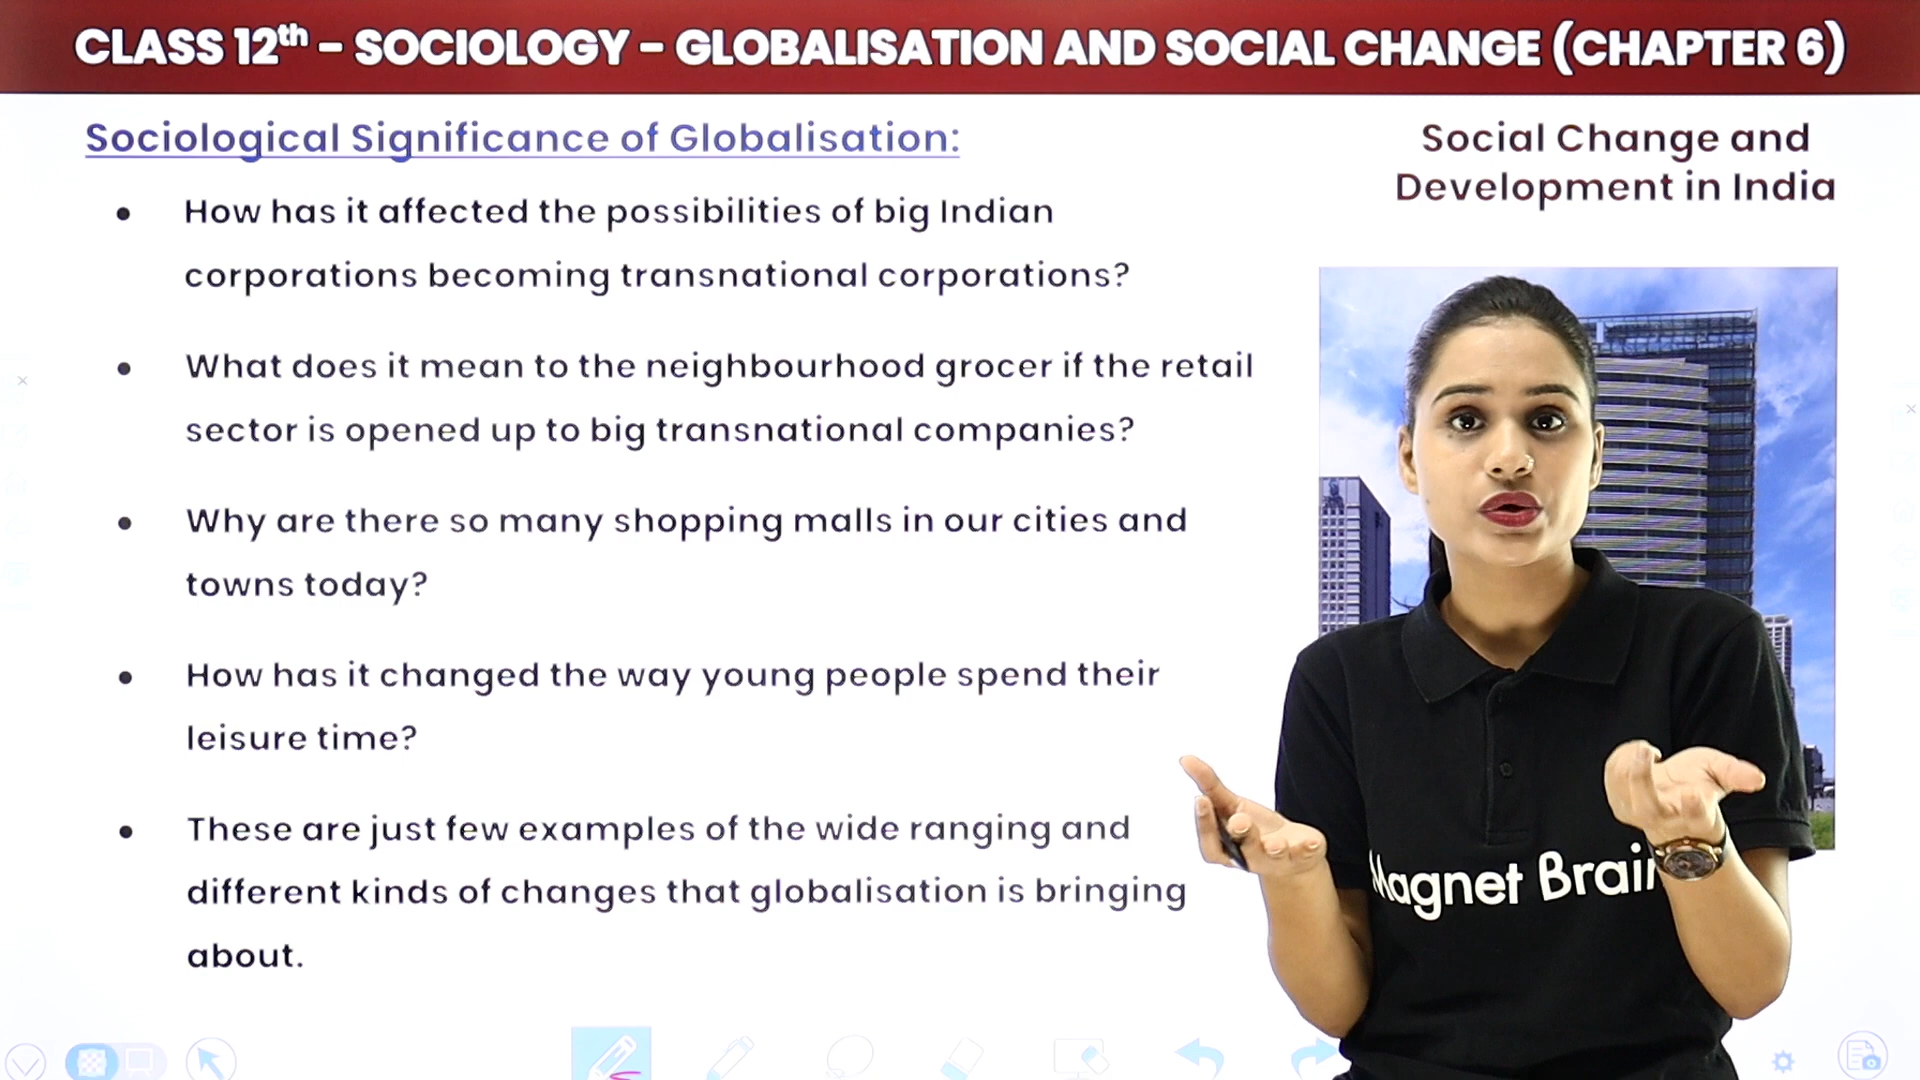 CLASS 12th – SOCIOLOGY – GLOBALISATION AND SOCIAL CHANGE (CHAPTER 6)
Sociological Significance of Globalisation:
Social Change and
Development in India
• How has it affected the possibilities of big Indian
corporations becoming transnational corporations?
• What does it mean to the neighbourhood grocer if the retail
sector is opened up to big transnational companies?
• Why are there so many shopping malls in our cities and
towns today?
• How has it changed the way young people spend their
leisure time?
• These are just few examples of the wide ranging and
different kinds of changes that globalisation is bringing
about.
Magnet Brain